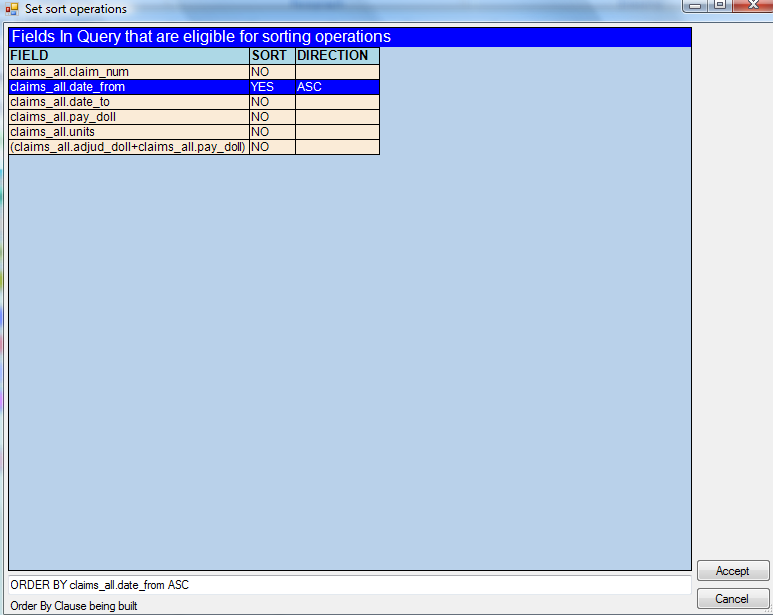 Set sort operations
Fields In Query that are eligible for sorting operations
FIELD SORT DIRECTION
claims_all.claim_num NO
claims_all.date_from YES ASC
claims_all.date_to NO
claims_all.pay_doll NO
claims_all.units NO
(claims_all.adjud_doll+claims_all.pay_doll) NO
Accept
ORDER BY claims_all.date_from ASC
Cancel
Order By Clause being built